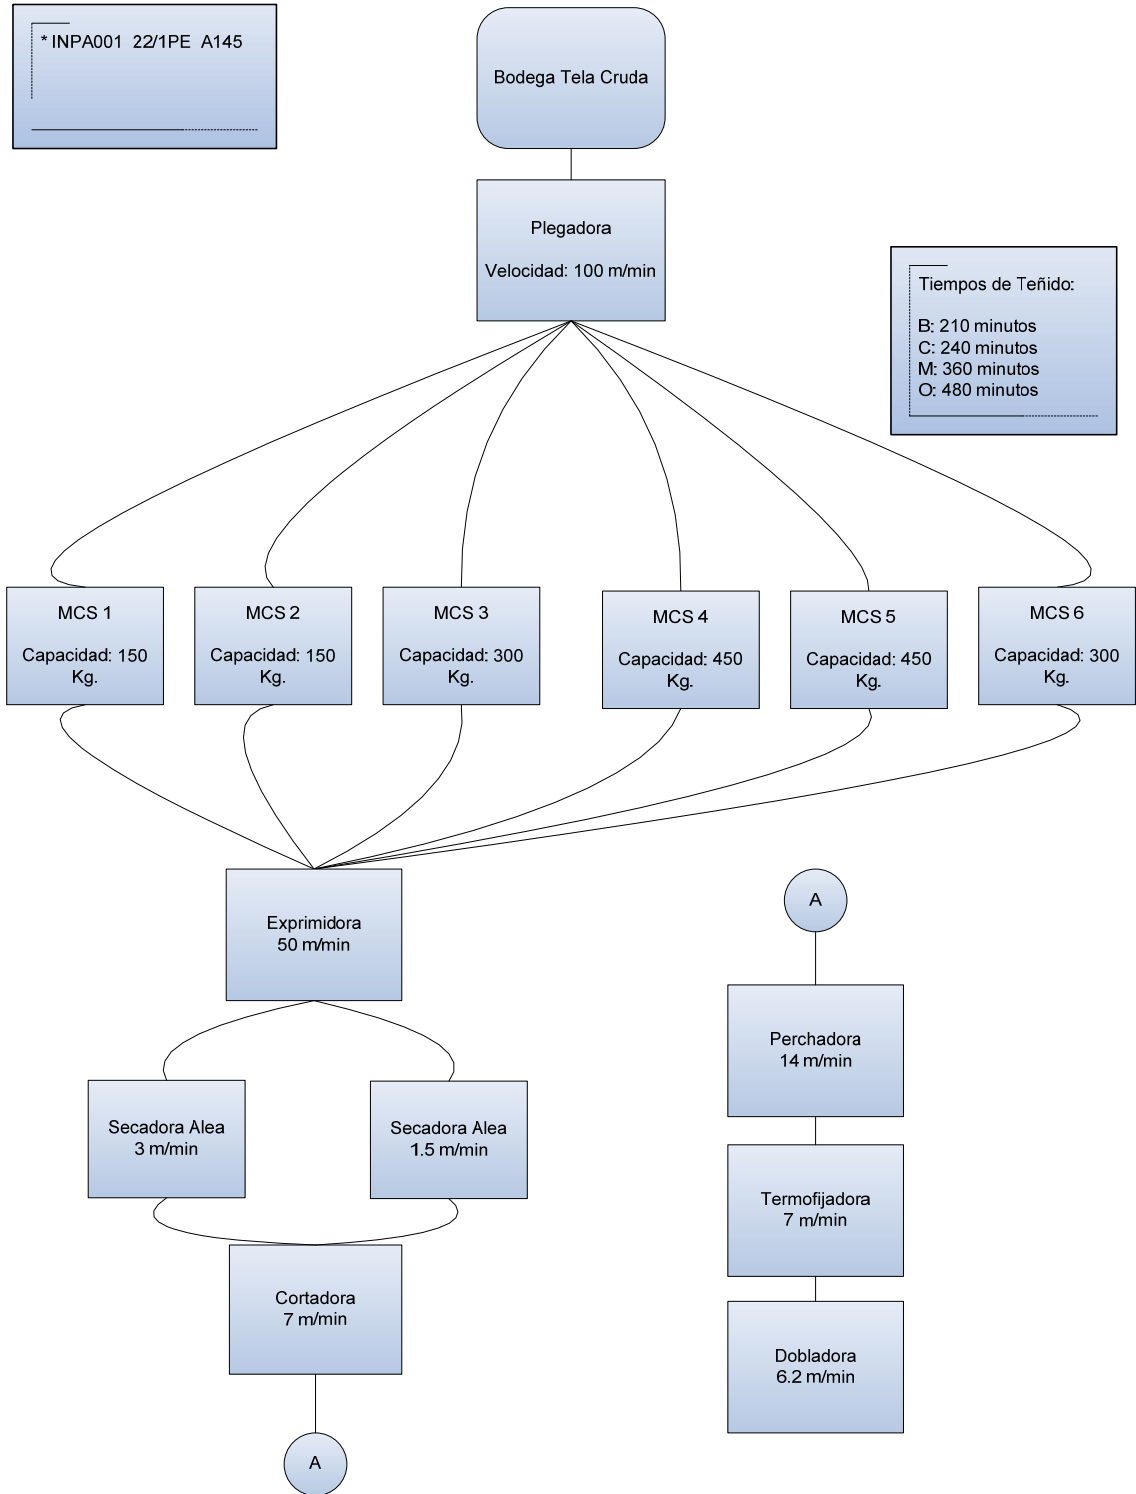 * INPA001  22/1PE  A145
Bodega Tela Cruda
Plegadora
Velocidad: 100 m/min
Tiempos de Teñido:
B: 210 minutos
C: 240 minutos
M: 360 minutos
O: 480 minutos
MCS 1
Capacidad: 150
Kg.
MCS 2
Capacidad: 150
Kg.
MCS 3
Capacidad: 300
Kg.
MCS 4
Capacidad: 450
Kg.
MCS 5
Capacidad: 450
Kg.
MCS 6
Capacidad: 300
Kg.
Exprimidora
50 m/min
Secadora Alea
3 m/min
Secadora Alea
1.5 m/min
Cortadora
7 m/min
A
A
Perchadora
14 m/min
Termofijadora
7 m/min
Dobladora
6.2 m/min